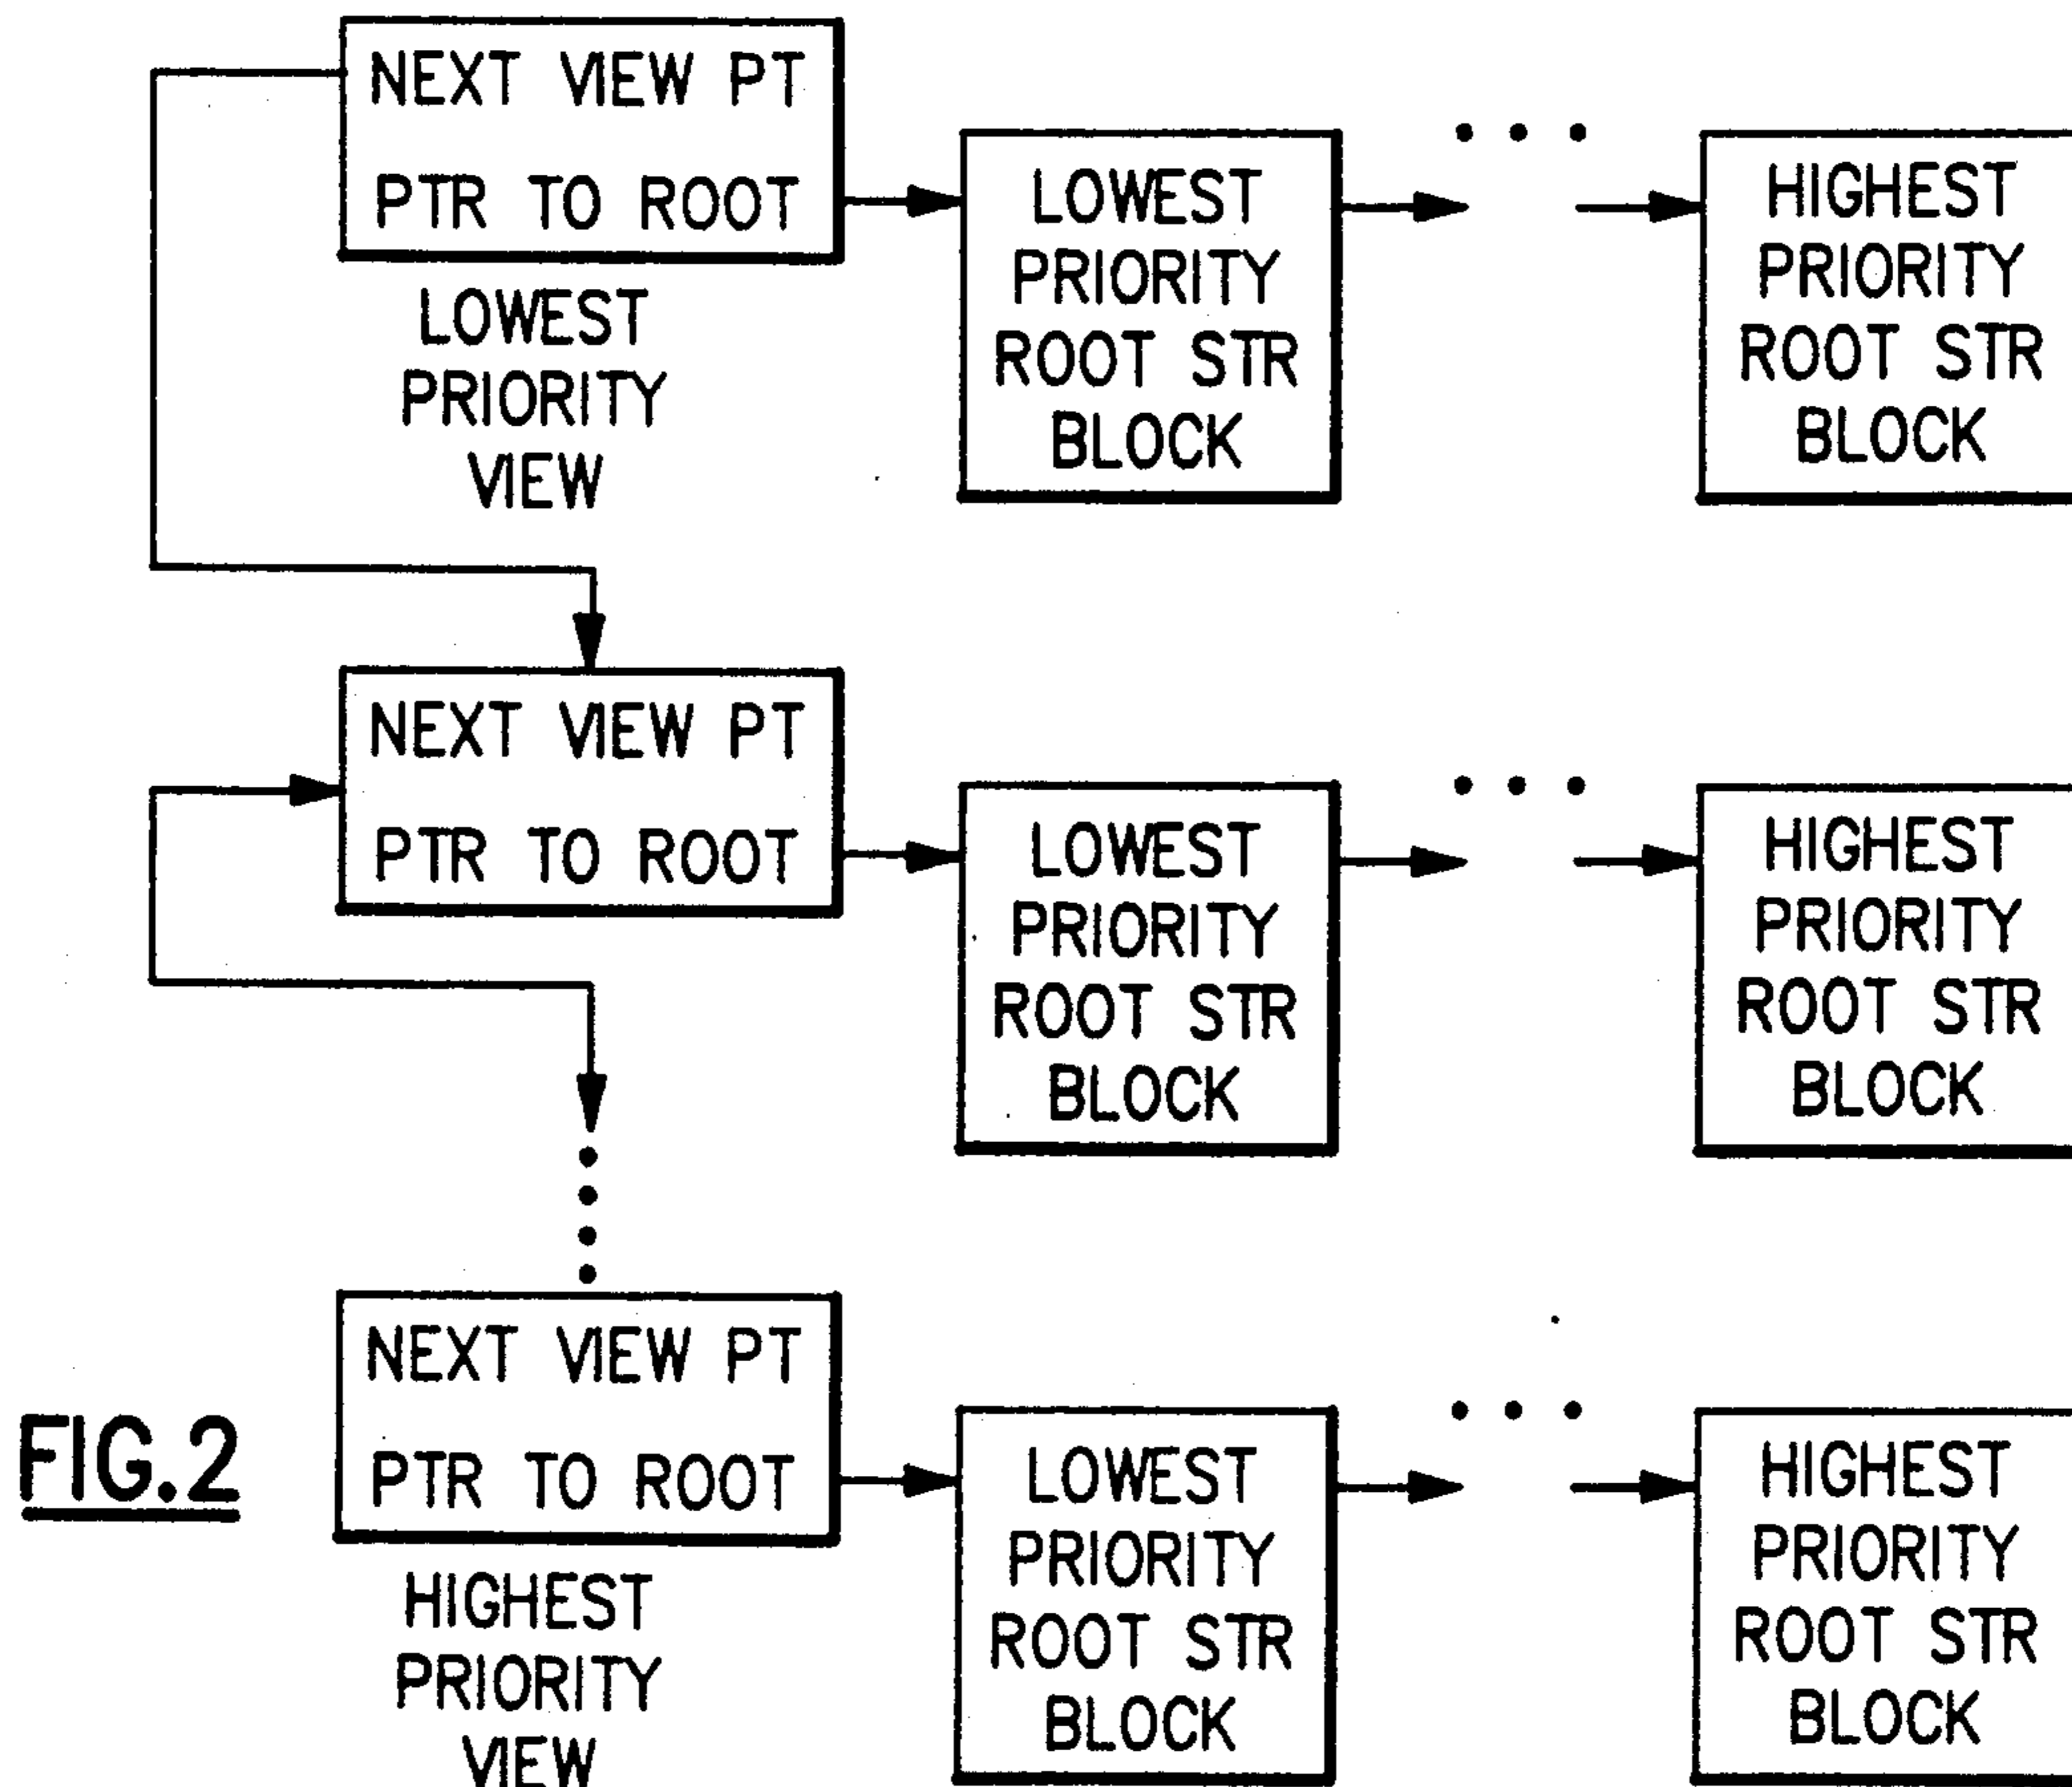 NEXT VIEW PT
PTR TO ROOT
LOWEST
PRIORITY
VIEW
LOWEST
PRIORITY
ROOT STR
BLOCK
HIGHEST
PRIORITY
ROOT STR
BLOCK
NEXT VIEW PT
PTR TO ROOT
LOWEST
PRIORITY
ROOT STR
BLOCK
HIGHEST
PRIORITY
ROOT STR
BLOCK
NEXT VIEW PT
PTR TO ROOT
HIGHEST
PRIORITY
VIEW
LOWEST
PRIORITY
ROOT STR
BLOCK
HIGHEST
PRIORITY
ROOT STR
BLOCK
FIG.2